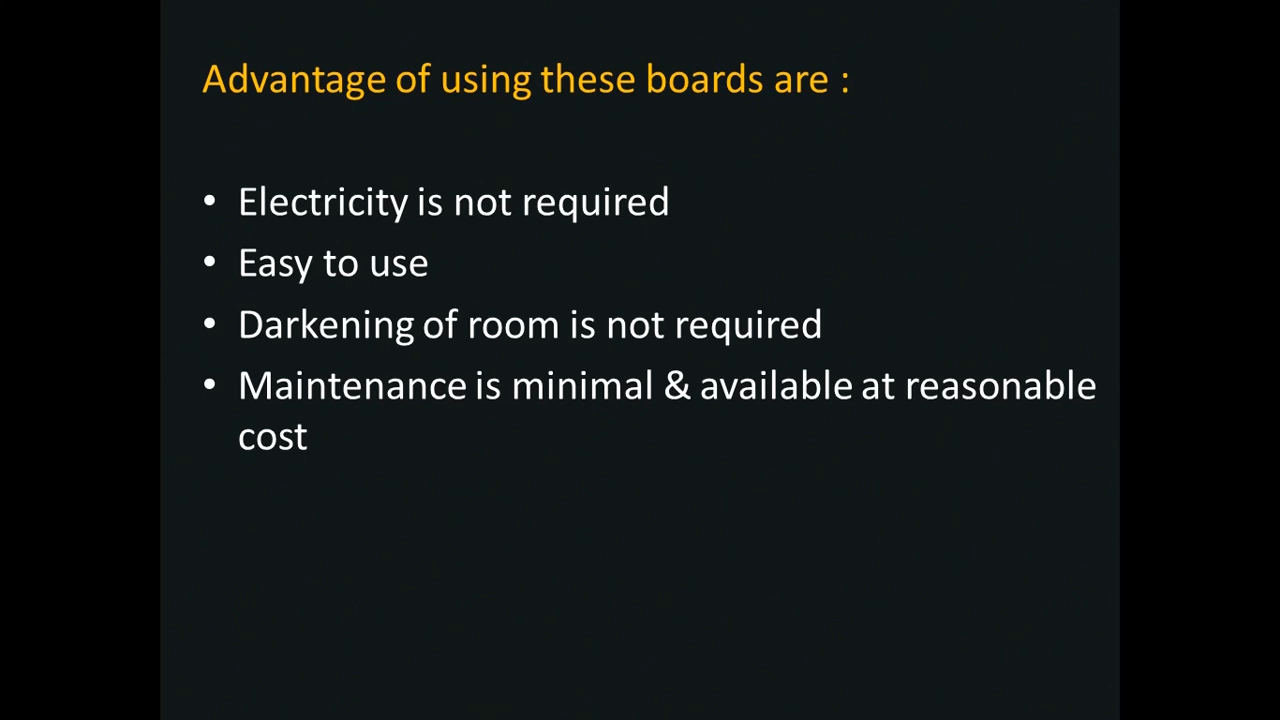 Advantage of using these boards are :
• Electricity is not required
• Easy to use
• Darkening of room is not required
• Maintenance is minimal & available at reasonable
cost